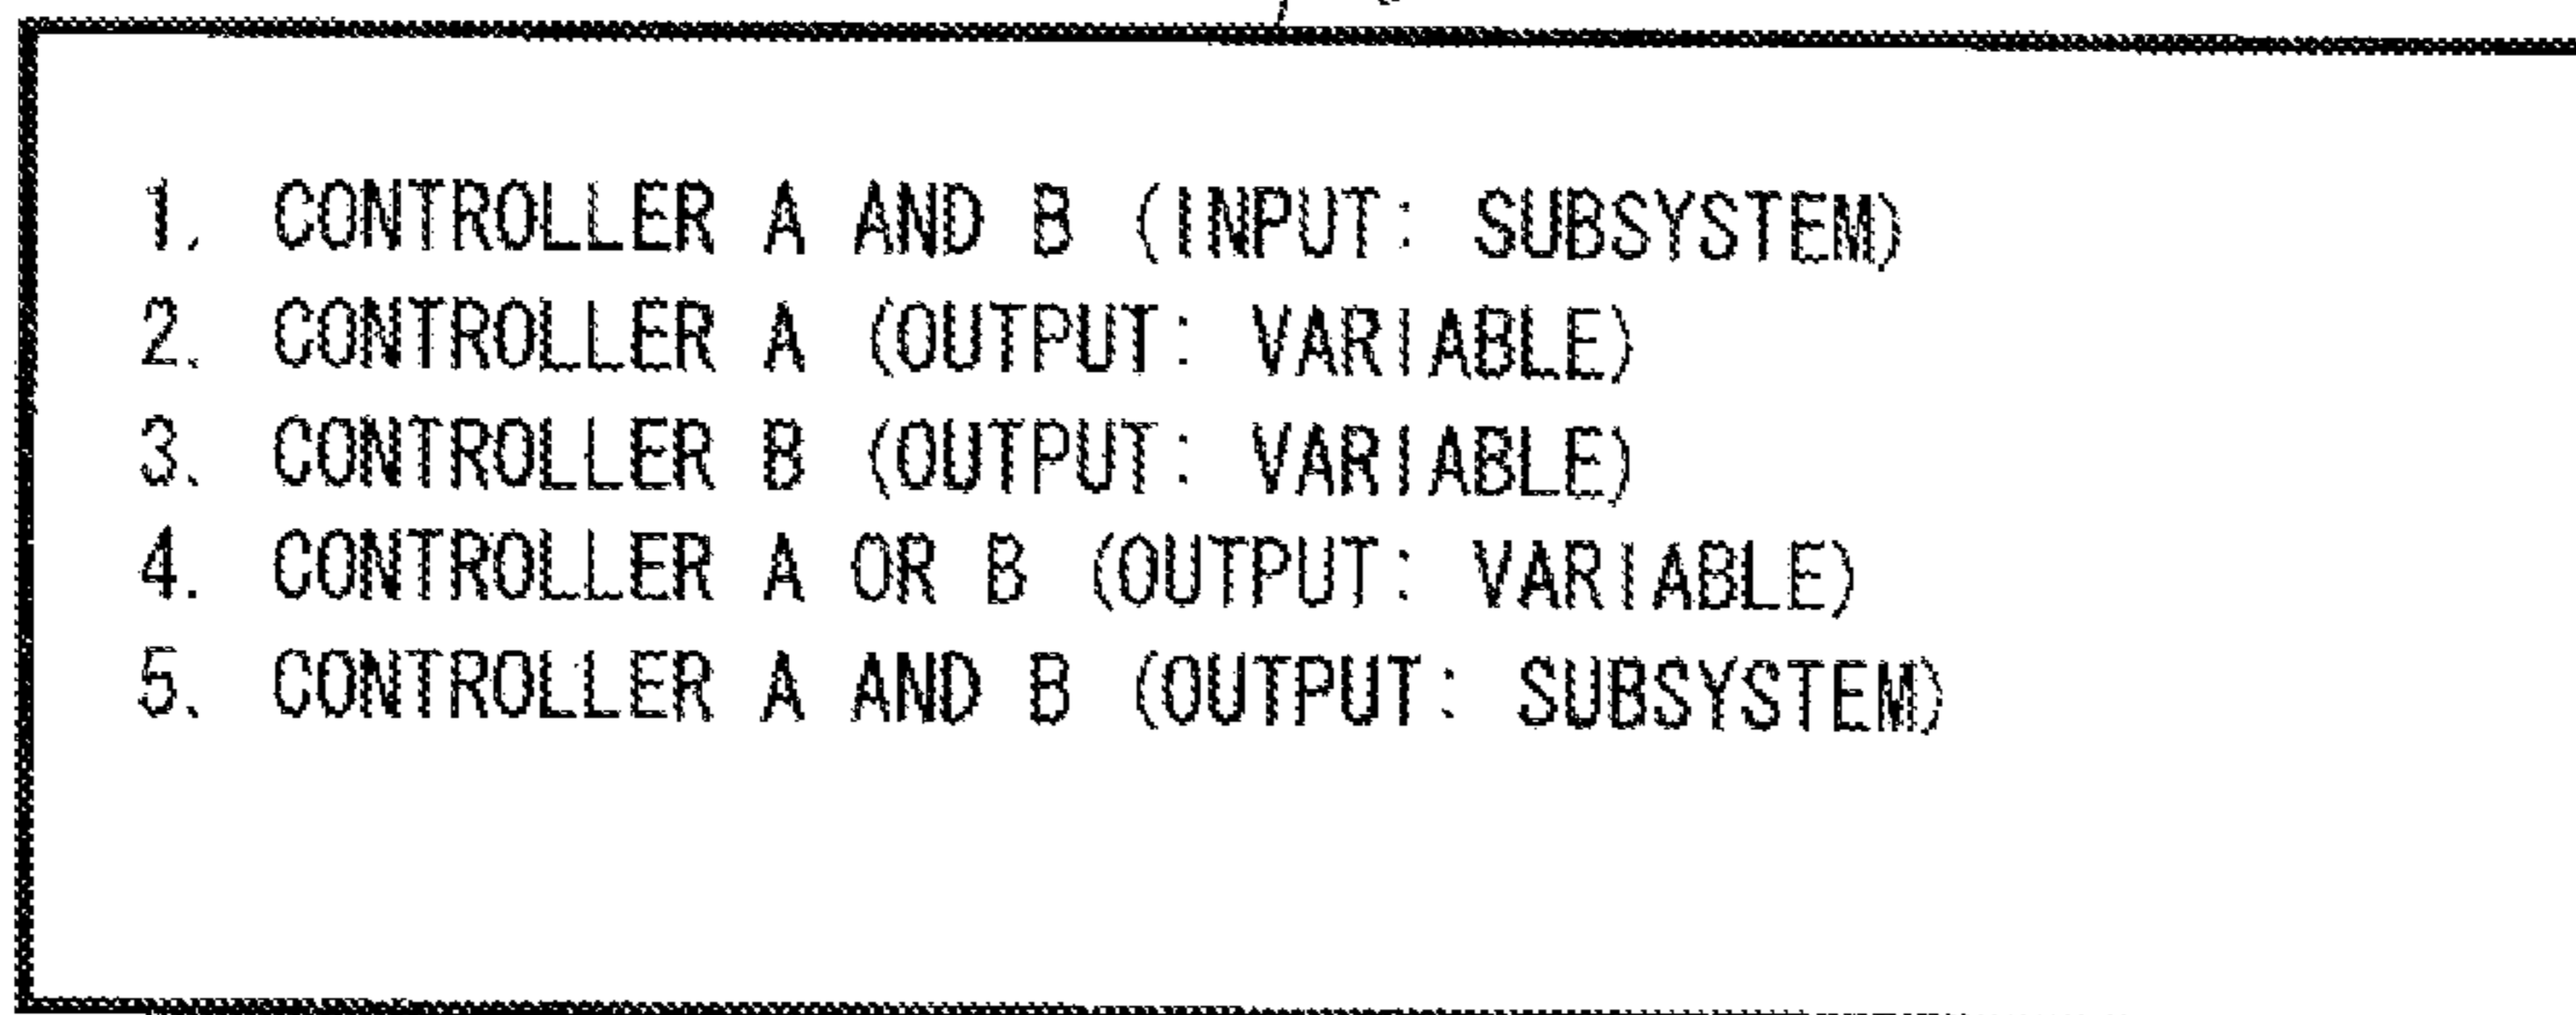 1. CONTROLLER A AND B (INPUT: SUBSYSTEM)
2. CONTROLLER A (OUTPUT: VARIABLE)
3. CONTROLLER B (OUTPUT: VARIABLE)
4. CONTROLLER A OR B (OUTPUT: VARIABLE)
5. CONTROLLER A AND B (OUTPUT: SUBSYSTEM)